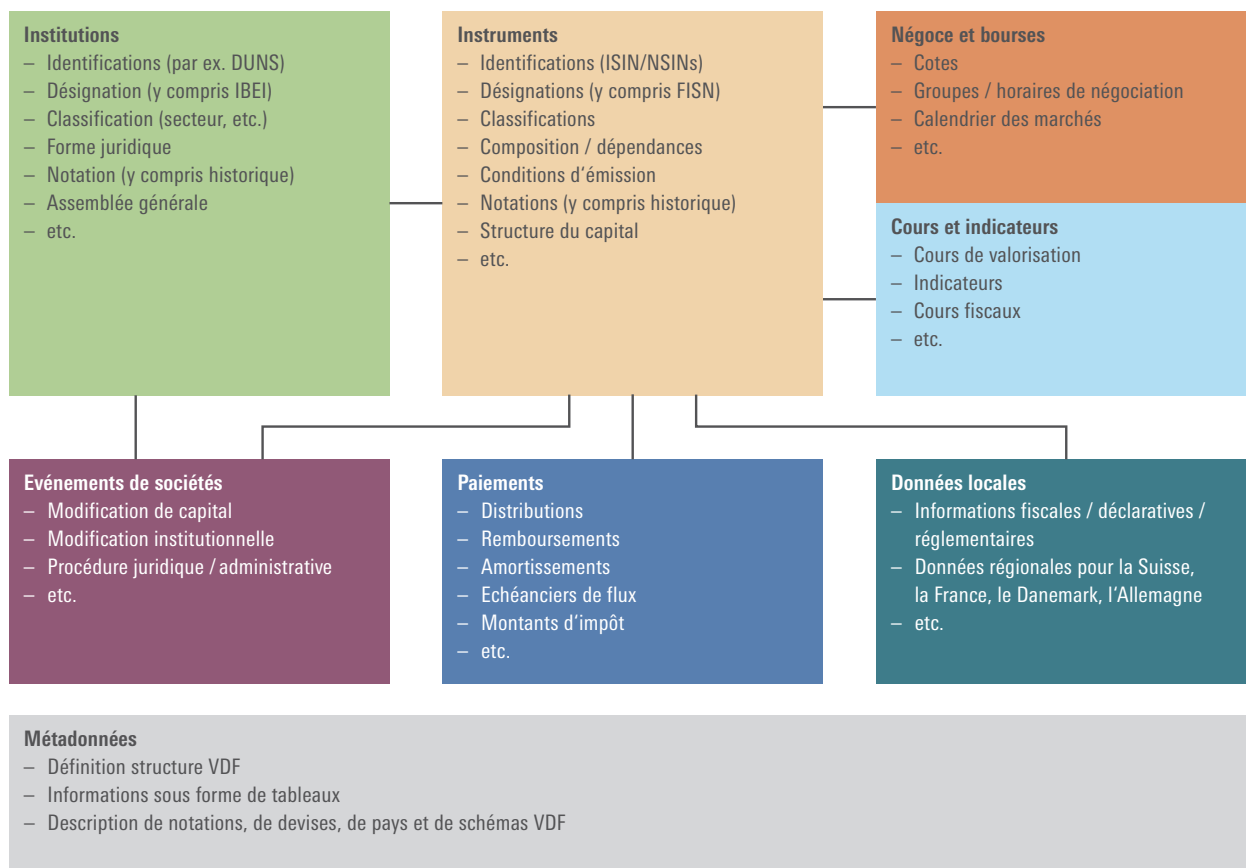 Institutions
– Identifications (par ex. DUNS)
– Désignation (y compris IBEI)
– Classification (secteur, etc.)
– Forme juridique
– Notation (y compris historique)
– Assemblée générale
– etc.
Instruments
– Identifications (ISIN/NSINs)
– Désignations (y compris FISN)
– Classifications
– Composition / dépendances
– Conditions d‘émission
– Notations (y compris historique)
– Structure du capital
– etc.
Négoce et bourses
– Cotes
– Groupes / horaires de négociation
– Calendrier des marchés
– etc.
Cours et indicateurs
– Cours de valorisation
– Indicateurs
– Cours fiscaux
– etc.
Evénements de sociétés
– Modification de capital
– Modification institutionnelle
– Procédure juridique / administrative
– etc.
Paiements
– Distributions
– Remboursements
– Amortissements
– Echéanciers de flux
– Montants d‘impôt
– etc.
Données locales
– Informations fiscales / déclaratives /
réglementaires
– Données régionales pour la Suisse,
la France, le Danemark, l‘Allemagne
– etc.
Métadonnées
– Définition structure VDF
– Informations sous forme de tableaux
– Description de notations, de devises, de pays et de schémas VDF